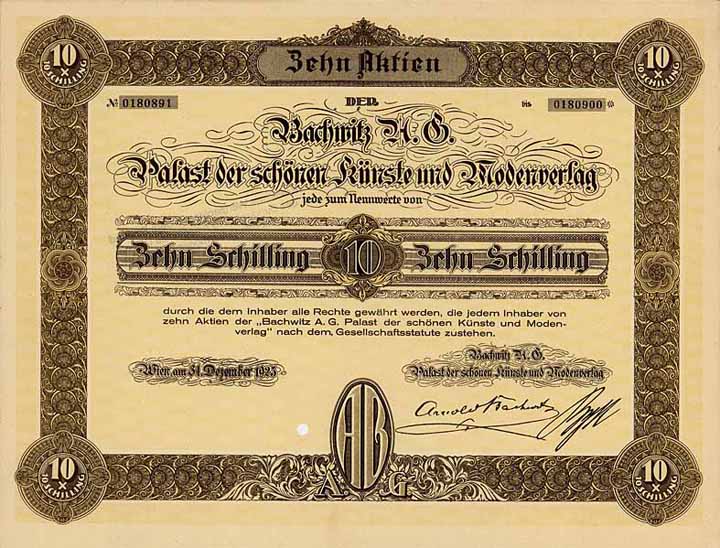 10 × 10 SCHILLING
Zehn Aktien
10 × 10 SCHILLING
№ 0180891
DER
bis 0180900
Bachwitz A. G.
Palast der schönen Künste und Modenverlag
jede zum Nennwerte von
Zehn Schilling 10 Zehn Schilling
durch die dem Inhaber alle Rechte gewährt werden, die jedem Inhaber von
zehn Aktien der „Bachwitz A. G. Palast der schönen Künste und Moden-
verlag" nach dem Gesellschaftsstatute zustehen.
Wien am 31. Dezember 1925
Bachwitz A. G.
Palast der schönen Künste und Modenverlag
Arnold Bachwitz
AB
A G
10 × 10 SCHILLING
10 × 10 SCHILLING